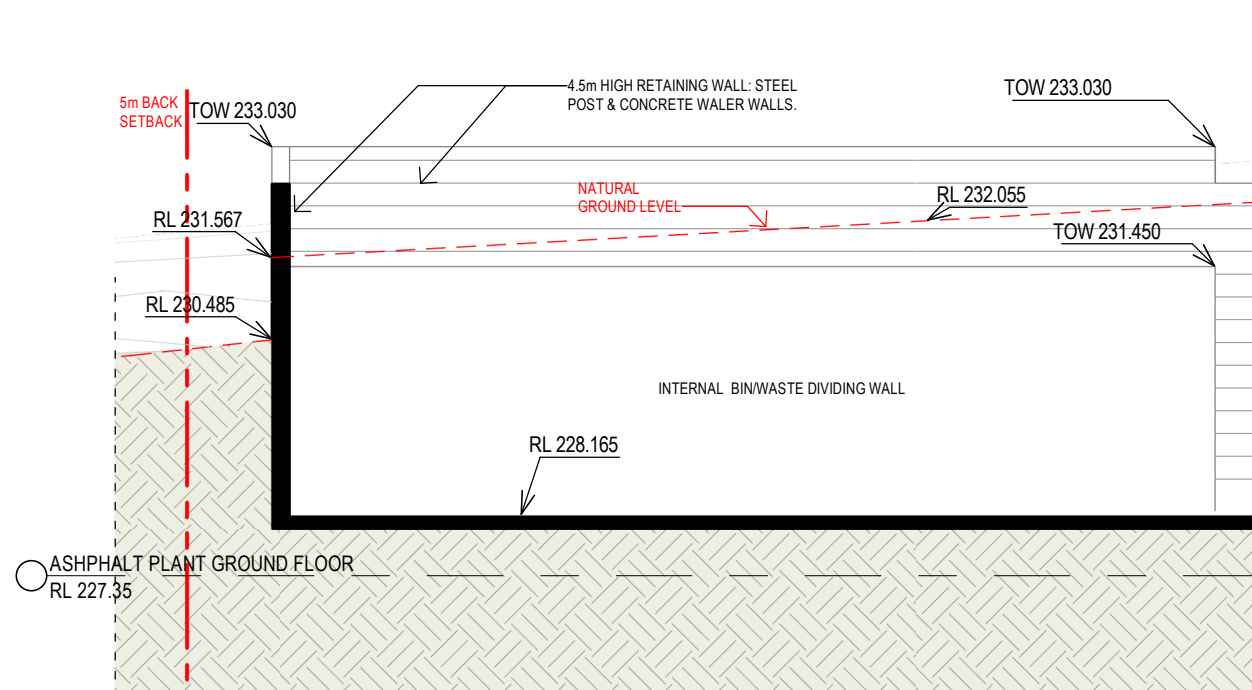 4.5m HIGH RETAINING WALL: STEEL
POST & CONCRETE WALER WALLS.
TOW 233.030
5m BACK
SETBACK
TOW 233.030
NATURAL
GROUND LEVEL
RL 232.055
RL 231.567
TOW 231.450
RL 230.485
INTERNAL BIN/WASTE DIVIDING WALL
RL 228.165
ASHPHALT PLANT GROUND FLOOR
RL 227.35